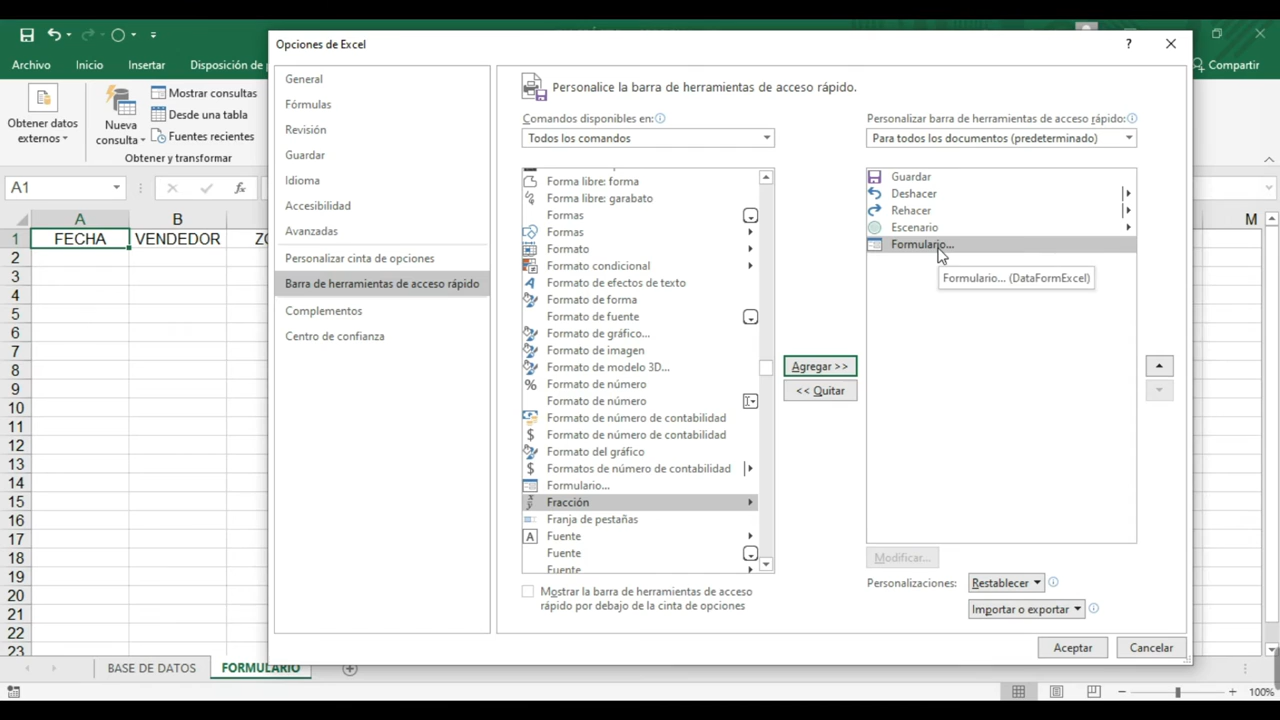 Opciones de Excel
?
Archivo
Inicio
Insertar
Disposición de
Compartir
Obtener datos
externos
Nueva
consulta
Mostrar consultas
Desde una tabla
Fuentes recientes
Obtener y transformar
A1
fx
A
B
M
1
FECHA
VENDEDOR
2
3
4
5
6
7
8
9
10
11
12
13
14
15
16
17
18
19
20
21
22
23
General
Fórmulas
Revisión
Guardar
Idioma
Accesibilidad
Avanzadas
Personalizar cinta de opciones
Barra de herramientas de acceso rápido
Complementos
Centro de confianza
Personalice la barra de herramientas de acceso rápido.
Comandos disponibles en:
Todos los comandos
Forma libre: forma
Forma libre: garabato
Formas
Formas
Formato
Formato condicional
Formato de efectos de texto
Formato de forma
Formato de fuente
Formato de gráfico...
Formato de imagen
Formato de modelo 3D...
Formato de número
Formato de número
Formato de número de contabilidad
Formato de número de contabilidad
Formato del gráfico
Formatos de número de contabilidad
Formulario...
Fracción
Franja de pestañas
Fuente
Fuente
Fuente
Mostrar la barra de herramientas de acceso
rápido por debajo de la cinta de opciones
Agregar >>
<< Quitar
Personalizar barra de herramientas de acceso rápido:
Para todos los documentos (predeterminado)
Guardar
Deshacer
Rehacer
Escenario
Formulario...
Formulario... (DataFormExcel)
Modificar...
Personalizaciones:
Restablecer
Importar o exportar
Aceptar
Cancelar
BASE DE DATOS
FORMULARIO
100%